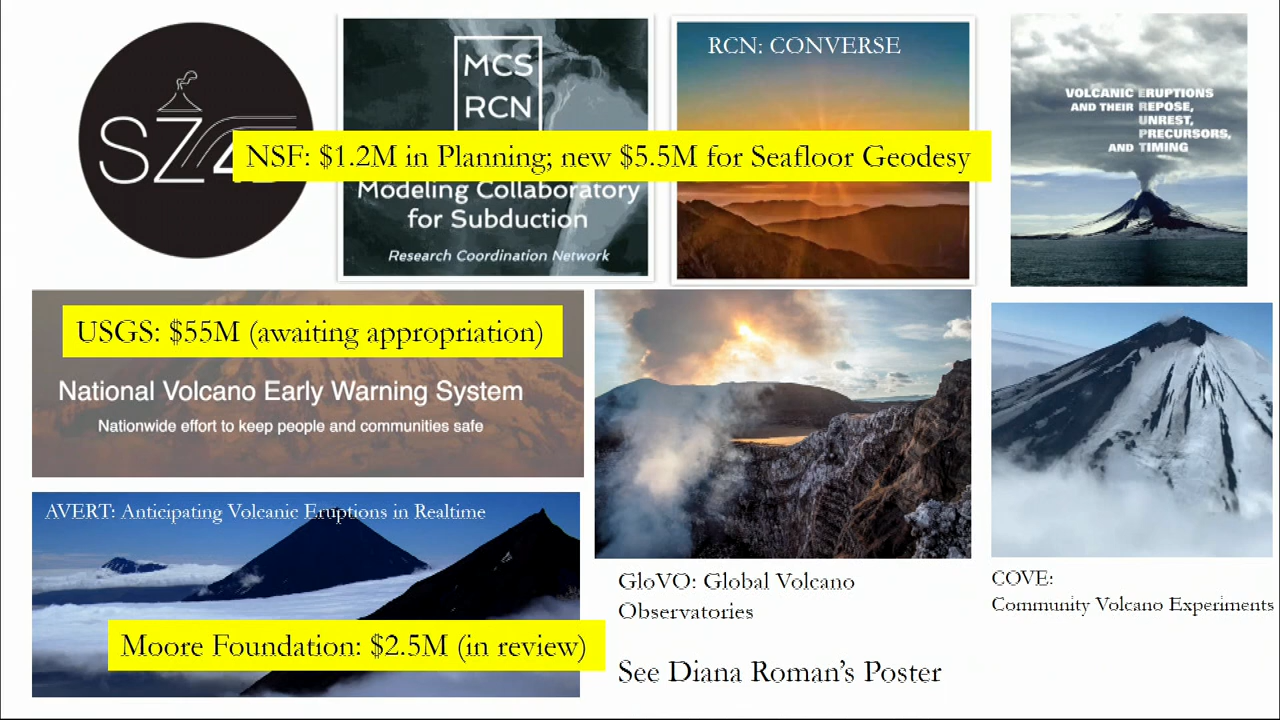 SZ4
MCS
RCN
RCN: CONVERSE
VOLCANIC ERUPTIONS
AND THEIR REPOSE,
UNREST,
PRECURSORS,
AND TIMING
NSF: $1.2M in Planning; new $5.5M for Seafloor Geodesy
Modeling Collaboratory
for Subduction
Research Coordination Network
USGS: $55M (awaiting appropriation)
National Volcano Early Warning System
Nationwide effort to keep people and communities safe
AVERT: Anticipating Volcanic Eruptions in Realtime
Moore Foundation: $2.5M (in review)
GloVO: Global Volcano
Observatories
See Diana Roman's Poster
COVE:
Community Volcano Experiments